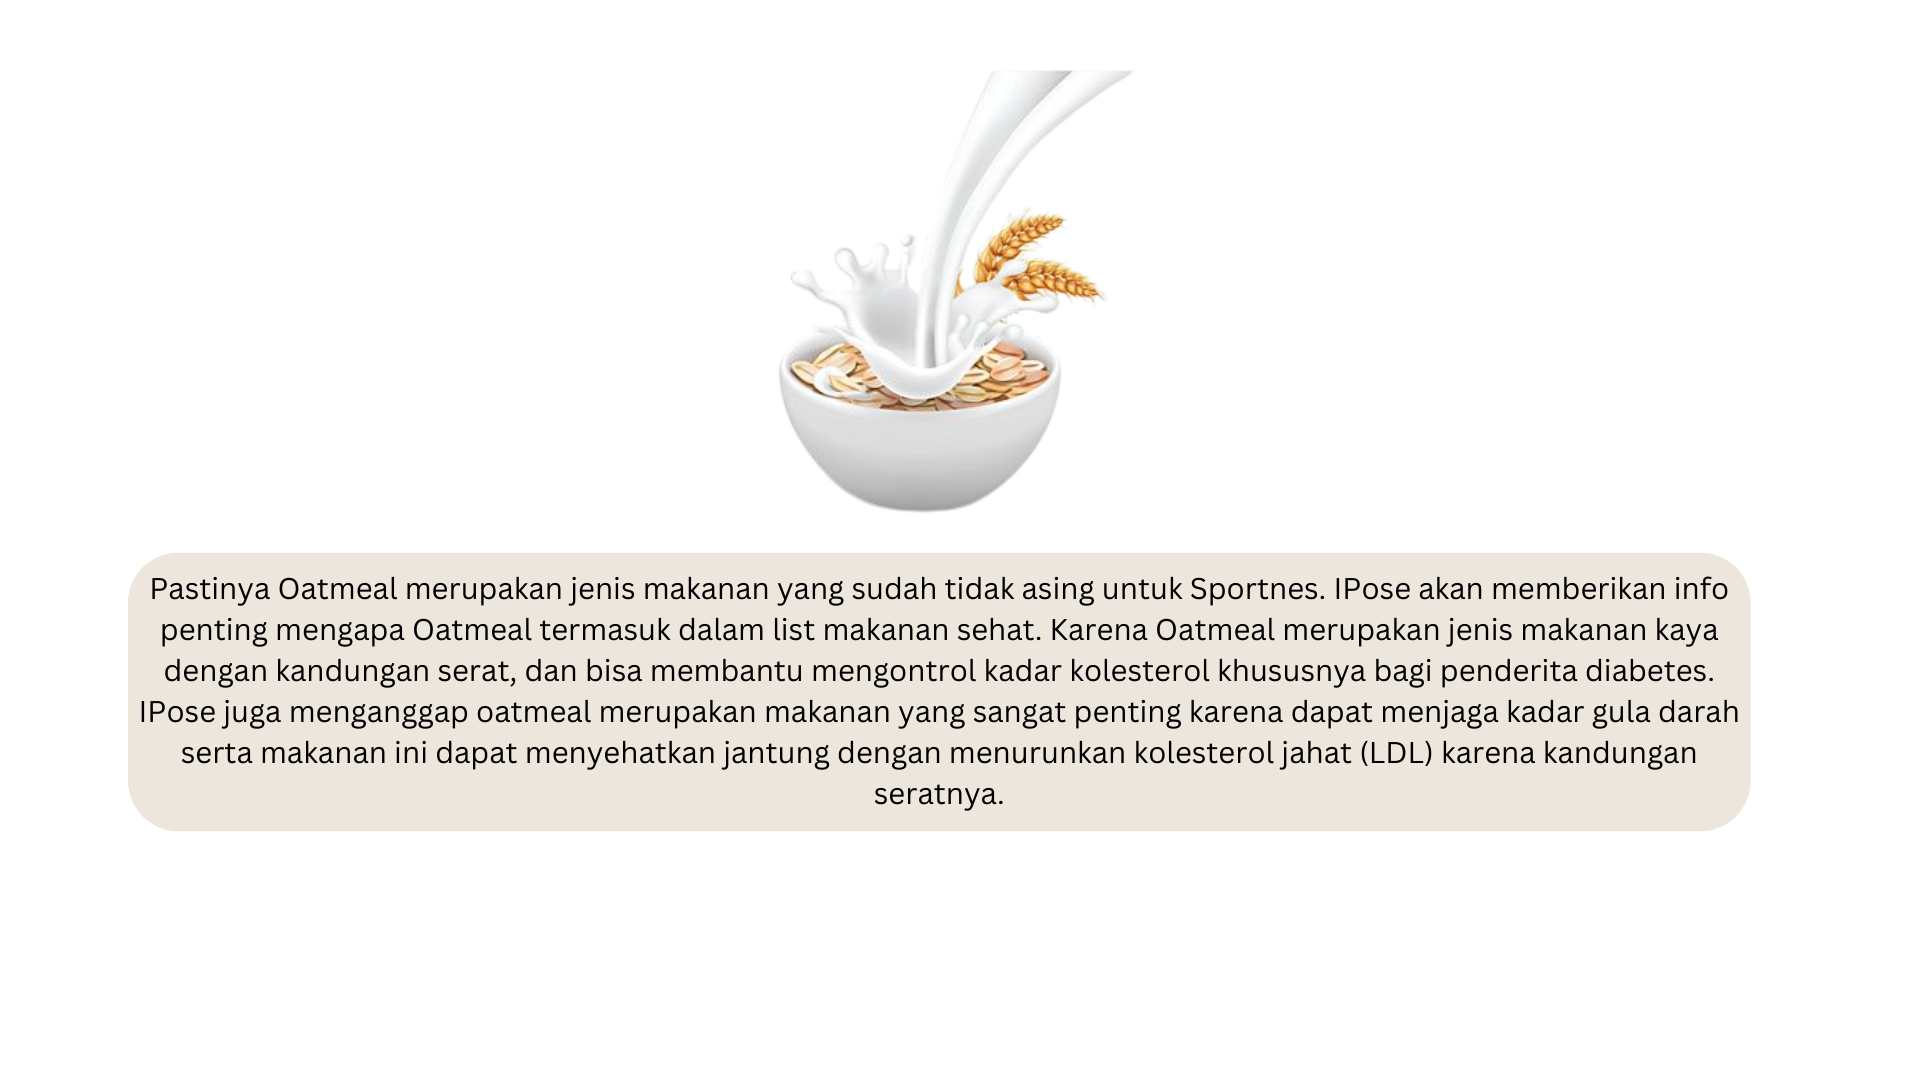 Pastinya Oatmeal merupakan jenis makanan yang sudah tidak asing untuk Sportnes. IPose akan memberikan info
penting mengapa Oatmeal termasuk dalam list makanan sehat. Karena Oatmeal merupakan jenis makanan kaya
dengan kandungan serat, dan bisa membantu mengontrol kadar kolesterol khususnya bagi penderita diabetes.
IPose juga menganggap oatmeal merupakan makanan yang sangat penting karena dapat menjaga kadar gula darah
serta makanan ini dapat menyehatkan jantung dengan menurunkan kolesterol jahat (LDL) karena kandungan
seratnya.